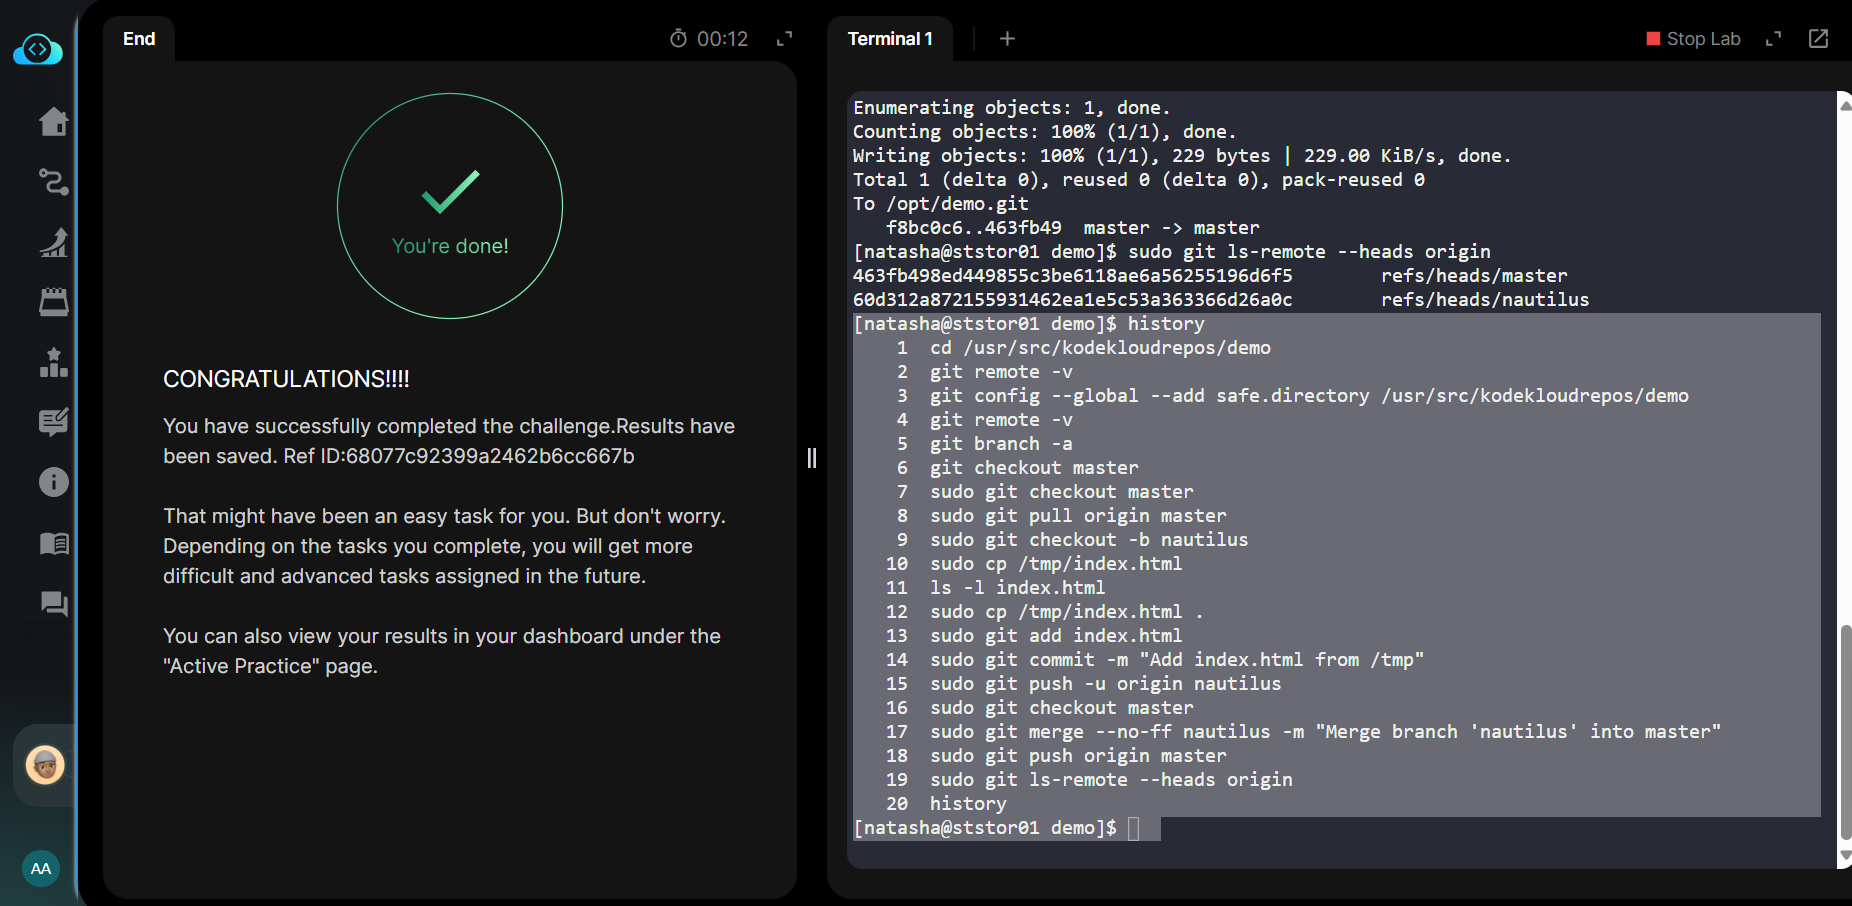 End
00:12
CONGRATULATIONS!!!!
You're done!
You have successfully completed the challenge.Results have
been saved. Ref ID:68077c92399a2462b6cc667b
That might have been an easy task for you. But don't worry.
Depending on the tasks you complete, you will get more
difficult and advanced tasks assigned in the future.
You can also view your results in your dashboard under the
"Active Practice" page.
AA
Terminal 1
+
Stop Lab
Enumerating objects: 1, done.
Counting objects: 100% (1/1), done.
Writing objects: 100% (1/1), 229 bytes | 229.00 KiB/s, done.
Total 1 (delta 0), reused 0 (delta 0), pack-reused 0
To /opt/demo.git
   f8bc0c6..463fb49  master -> master
[natasha@ststor01 demo]$ sudo git ls-remote --heads origin
463fb498ed449855c3be6118ae6a56255196d6f5        refs/heads/master
60d312a872155931462ea1e5c53a363366d26a0c        refs/heads/nautilus
[natasha@ststor01 demo]$ history
    1  cd /usr/src/kodekloudrepos/demo
    2  git remote -v
    3  git config --global --add safe.directory /usr/src/kodekloudrepos/demo
    4  git remote -v
    5  git branch -a
    6  git checkout master
    7  sudo git checkout master
    8  sudo git pull origin master
    9  sudo git checkout -b nautilus
   10  sudo cp /tmp/index.html
   11  ls -l index.html
   12  sudo cp /tmp/index.html .
   13  sudo git add index.html
   14  sudo git commit -m "Add index.html from /tmp"
   15  sudo git push -u origin nautilus
   16  sudo git checkout master
   17  sudo git merge --no-ff nautilus -m "Merge branch 'nautilus' into master"
   18  sudo git push origin master
   19  sudo git ls-remote --heads origin
   20  history
[natasha@ststor01 demo]$